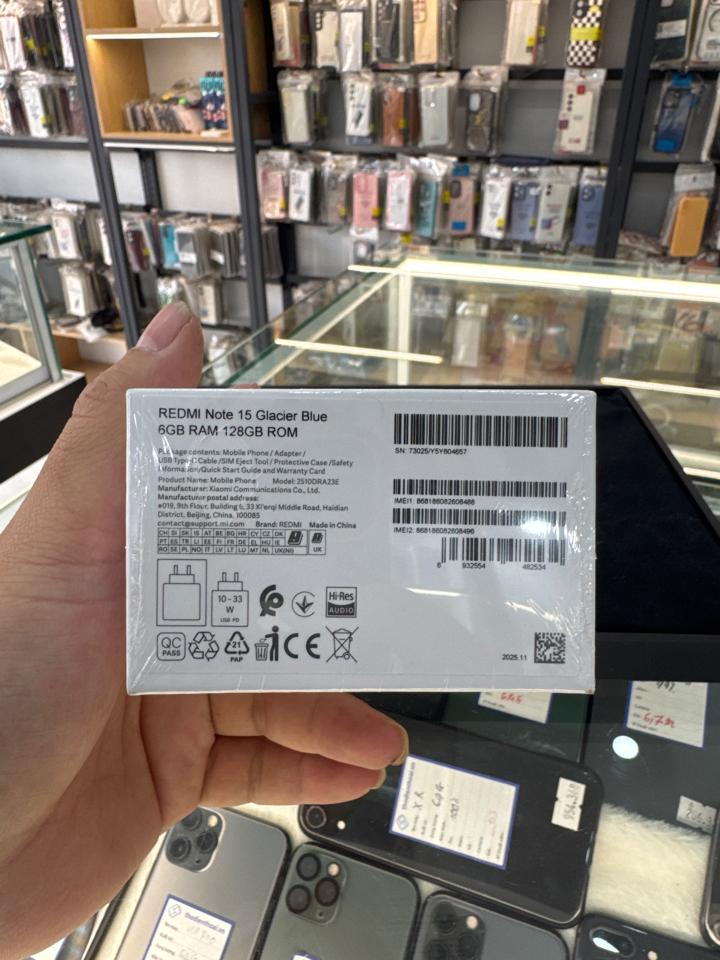 REDMI Note 15 Glacier Blue
6GB RAM 128GB ROM
Package contents: Mobile Phone / Adapter /
USB Type-C Cable /SIM Eject Tool / Protective Case /Safety
Information/Quick Start Guide and Warranty Card
Product Name: Mobile Phone Model: 2510DRA23E
Manufacturer: Xiaomi Communications Co., Ltd.
Manufacturer postal address:
#019, 9th Floor, Building 6, 33 Xi'erqi Middle Road, Haidian
District, Beijing, China, 100085
contact@support.mi.com Brand: REDMI Made in China
CH SI SK IS AT BE BG HR CY CZ DK
PT ES TR LI EE FI FR DE EL HU IE
RO SE PL NO IT LV LT LU MT NL UK(NI)
UK
SN: 73025/Y5Y604657
IMEI1: 868186082608488
IMEI2: 868186082608496
6 932554 482534
10-33
W
USB PD
Hi-Res
AUDIO
QC
PASS
21
PAP
CE
2025.11
thedienthoai.vn
thedienthoai.vn